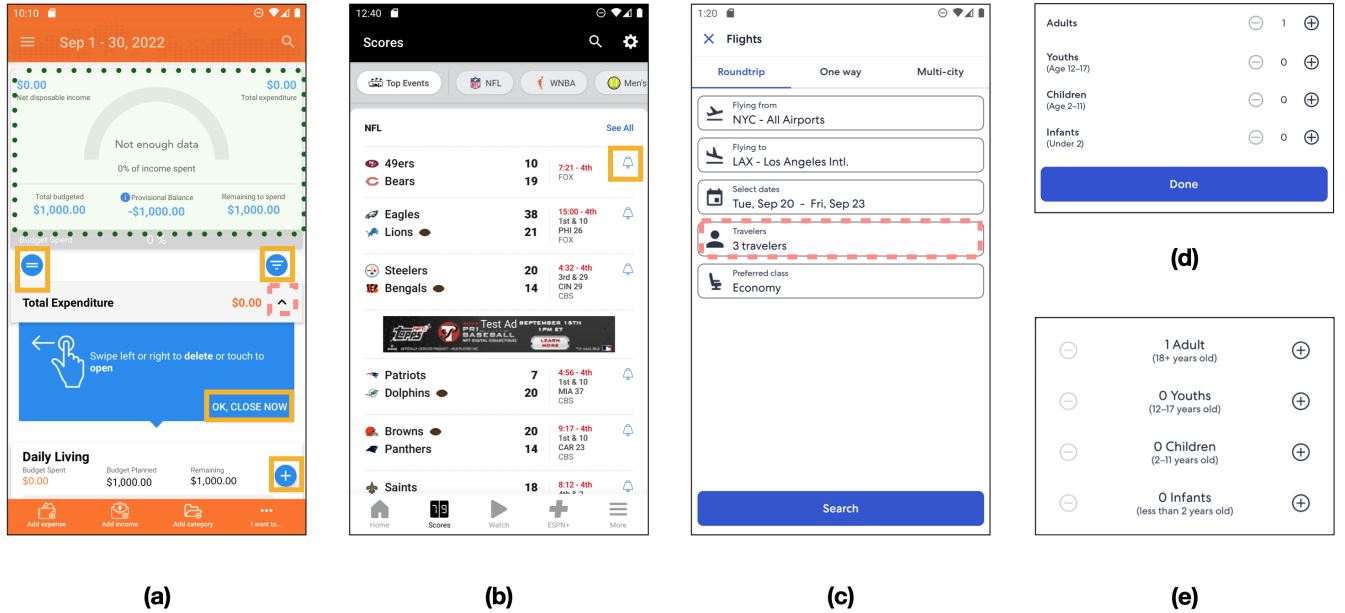 10:10
Sep 1 - 30, 2022
$0.00
$0.00
Net disposable income
Total expenditure
Not enough data
0% of income spent
Total budgeted
Provisional Balance
Remaining to spend
$1,000.00
-$1,000.00
$1,000.00
Budget Spent
0 %
Total Expenditure
$0.00
Swipe left or right to delete or touch to
open
OK, CLOSE NOW
Daily Living
Budget Spent
Budget Planned
Remaining
$0.00
$1,000.00
$1,000.00
Add expense
Add income
Add category
I want to...
(a)
12:40
Scores
Top Events
NFL
WNBA
Men's
NFL
See All
49ers
10
7:21 - 4th
Bears
19
FOX
Eagles
38
15:00 - 4th
1st & 10
Lions
21
PHI 26
FOX
Steelers
20
4:32 - 4th
3rd & 29
Bengals
14
CIN 29
CBS
topps
Test Ad
SEPTEMBER 15TH
1PM ET
BASEBALL
LEARN
MORE
Patriots
7
4:56 - 4th
1st & 10
Dolphins
20
MIA 37
CBS
Browns
20
9:17 - 4th
1st & 10
Panthers
14
CAR 23
CBS
Saints
18
8:12 - 4th
Home
Scores
Watch
ESPN+
More
(b)
1:20
Flights
Roundtrip
One way
Multi-city
Flying from
NYC - All Airports
Flying to
LAX - Los Angeles Intl.
Select dates
Tue, Sep 20 - Fri, Sep 23
Travelers
3 travelers
Preferred class
Economy
Search
(c)
Adults
1
Youths
(Age 12–17)
0
Children
(Age 2–11)
0
Infants
(Under 2)
0
Done
(d)
1 Adult
(18+ years old)
0 Youths
(12–17 years old)
0 Children
(2–11 years old)
0 Infants
(less than 2 years old)
(e)